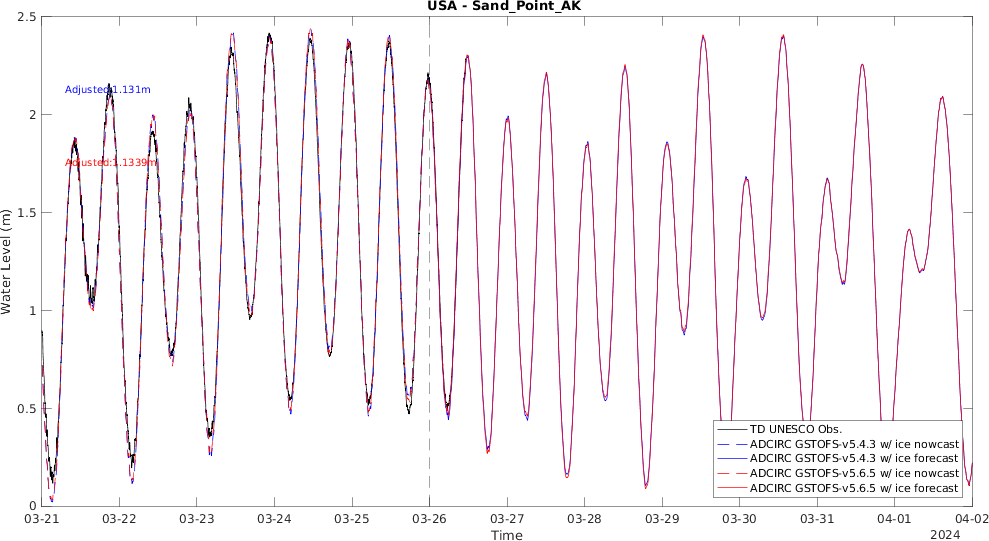 USA - Sand_Point_AK
2.5
2
1.5
1
0.5
0
Water Level (m)
Adjusted:1.131m
Adjusted:1.1339m
TD UNESCO Obs.
ADCIRC GSTOFS-v5.4.3 w/ ice nowcast
ADCIRC GSTOFS-v5.4.3 w/ ice forecast
ADCIRC GSTOFS-v5.6.5 w/ ice nowcast
ADCIRC GSTOFS-v5.6.5 w/ ice forecast
03-21 03-22 03-23 03-24 03-25 03-26 03-27 03-28 03-29 03-30 03-31 04-01 04-02
Time
2024